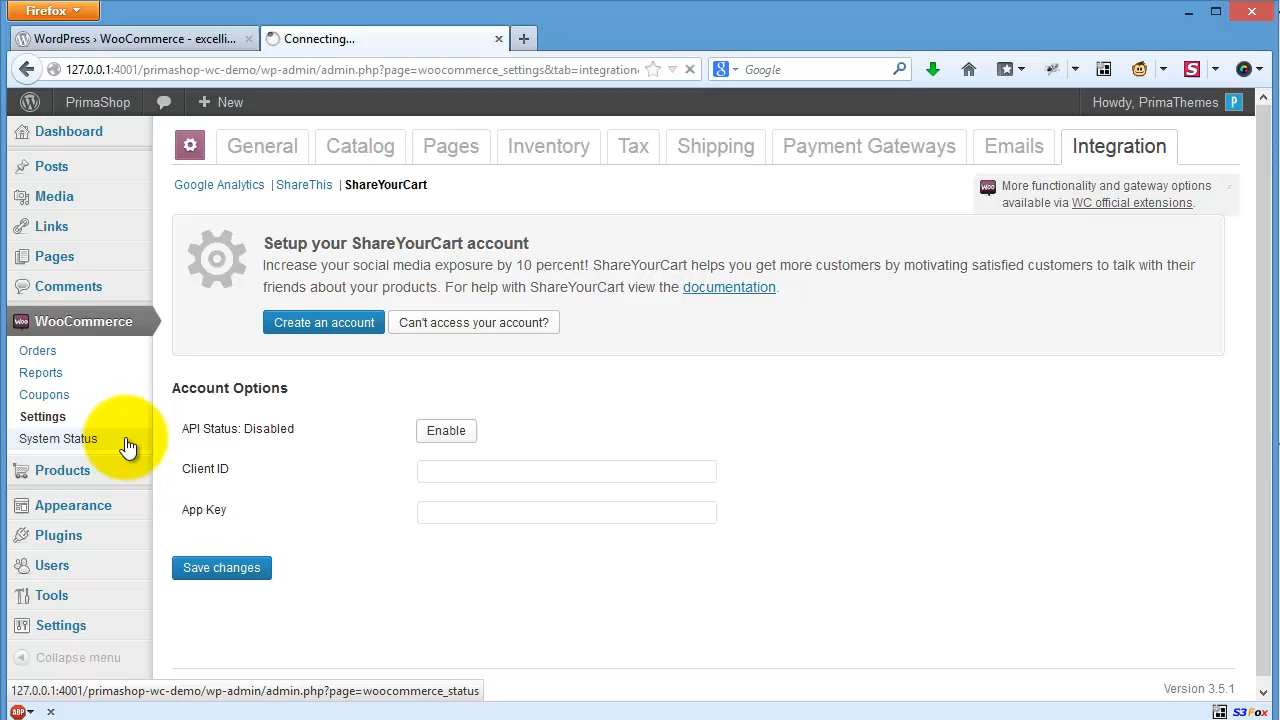 Firefox
WordPress › WooCommerce - excelli...
Connecting...
127.0.0.1:4001/primashop-wc-demo/wp-admin/admin.php?page=woocommerce_settings&tab=integration
Google
PrimaShop
New
Howdy, PrimaThemes
Dashboard
Posts
Media
Links
Pages
Comments
WooCommerce
Orders
Reports
Coupons
Settings
System Status
Products
Appearance
Plugins
Users
Tools
Settings
Collapse menu
General
Catalog
Pages
Inventory
Tax
Shipping
Payment Gateways
Emails
Integration
Google Analytics | ShareThis | ShareYourCart
Woo
More functionality and gateway options
available via WC official extensions.
Setup your ShareYourCart account
Increase your social media exposure by 10 percent! ShareYourCart helps you get more customers by motivating satisfied customers to talk with their
friends about your products. For help with ShareYourCart view the documentation.
Create an account
Can't access your account?
Account Options
API Status: Disabled
Enable
Client ID
App Key
Save changes
Version 3.5.1
127.0.0.1:4001/primashop-wc-demo/wp-admin/admin.php?page=woocommerce_status
ABP
S3Fox